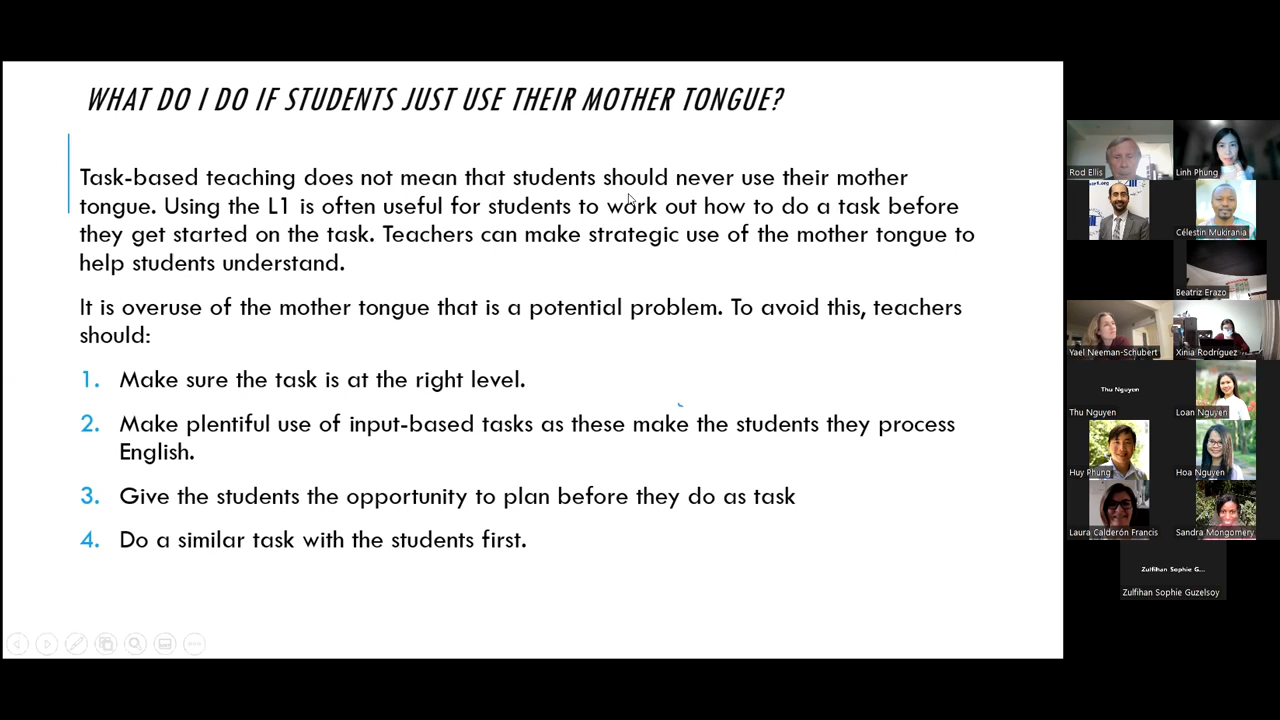 WHAT DO I DO IF STUDENTS JUST USE THEIR MOTHER TONGUE?
Task-based teaching does not mean that students should never use their mother
tongue. Using the L1 is often useful for students to work out how to do a task before
they get started on the task. Teachers can make strategic use of the mother tongue to
help students understand.
It is overuse of the mother tongue that is a potential problem. To avoid this, teachers
should:
1. Make sure the task is at the right level.
2. Make plentiful use of input-based tasks as these make the students they process
English.
3. Give the students the opportunity to plan before they do as task
4. Do a similar task with the students first.
Rod Ellis
Linh Phung
Célestin Mukirania
Beatriz Erazo
Yael Neeman-Schubert
Xinia Rodríguez
Thu Nguyen
Thu Nguyen
Loan Nguyen
Huy Phung
Hoa Nguyen
Laura Calderón Francis
Sandra Mongomery
Zulfihan Sophie G...
Zulfihan Sophie Guzelsoy